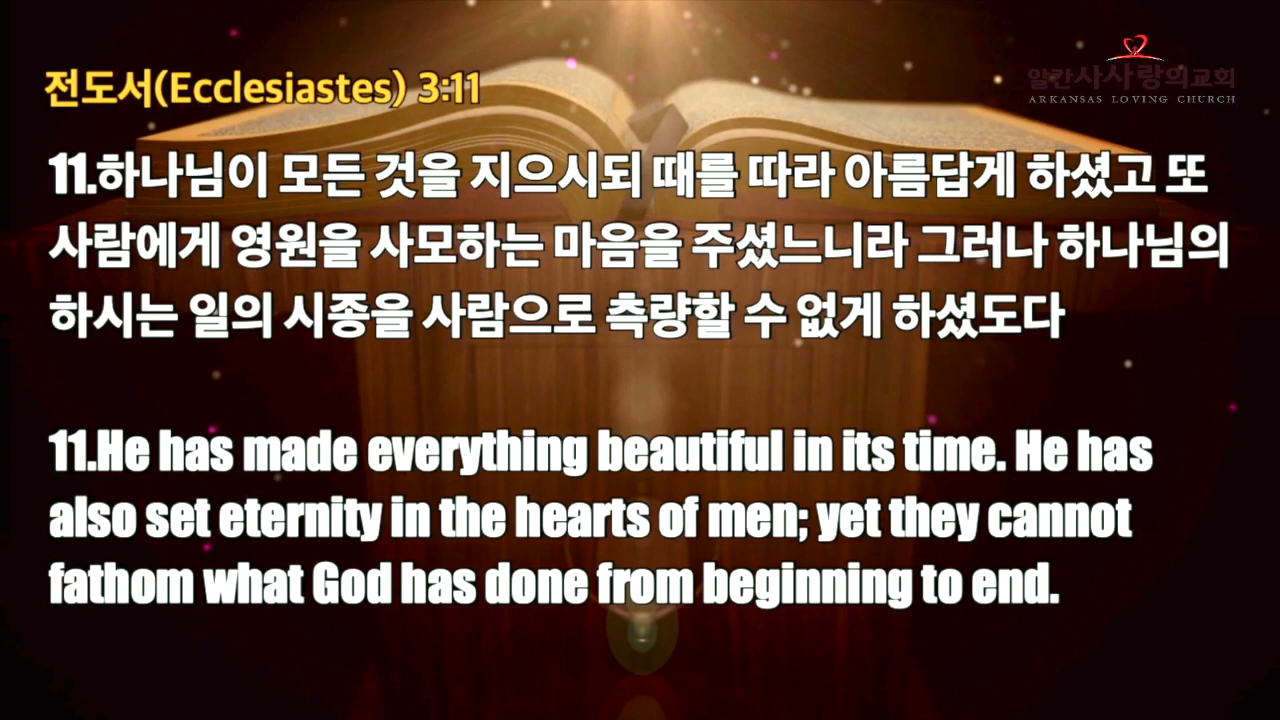 전도서(Ecclesiastes) 3:11
알칸사사랑의교회
ARKANSAS LOVING CHURCH
11.하나님이 모든 것을 지으시되 때를 따라 아름답게 하셨고 또
사람에게 영원을 사모하는 마음을 주셨느니라 그러나 하나님의
하시는 일의 시종을 사람으로 측량할 수 없게 하셨도다
11.He has made everything beautiful in its time. He has
also set eternity in the hearts of men; yet they cannot
fathom what God has done from beginning to end.